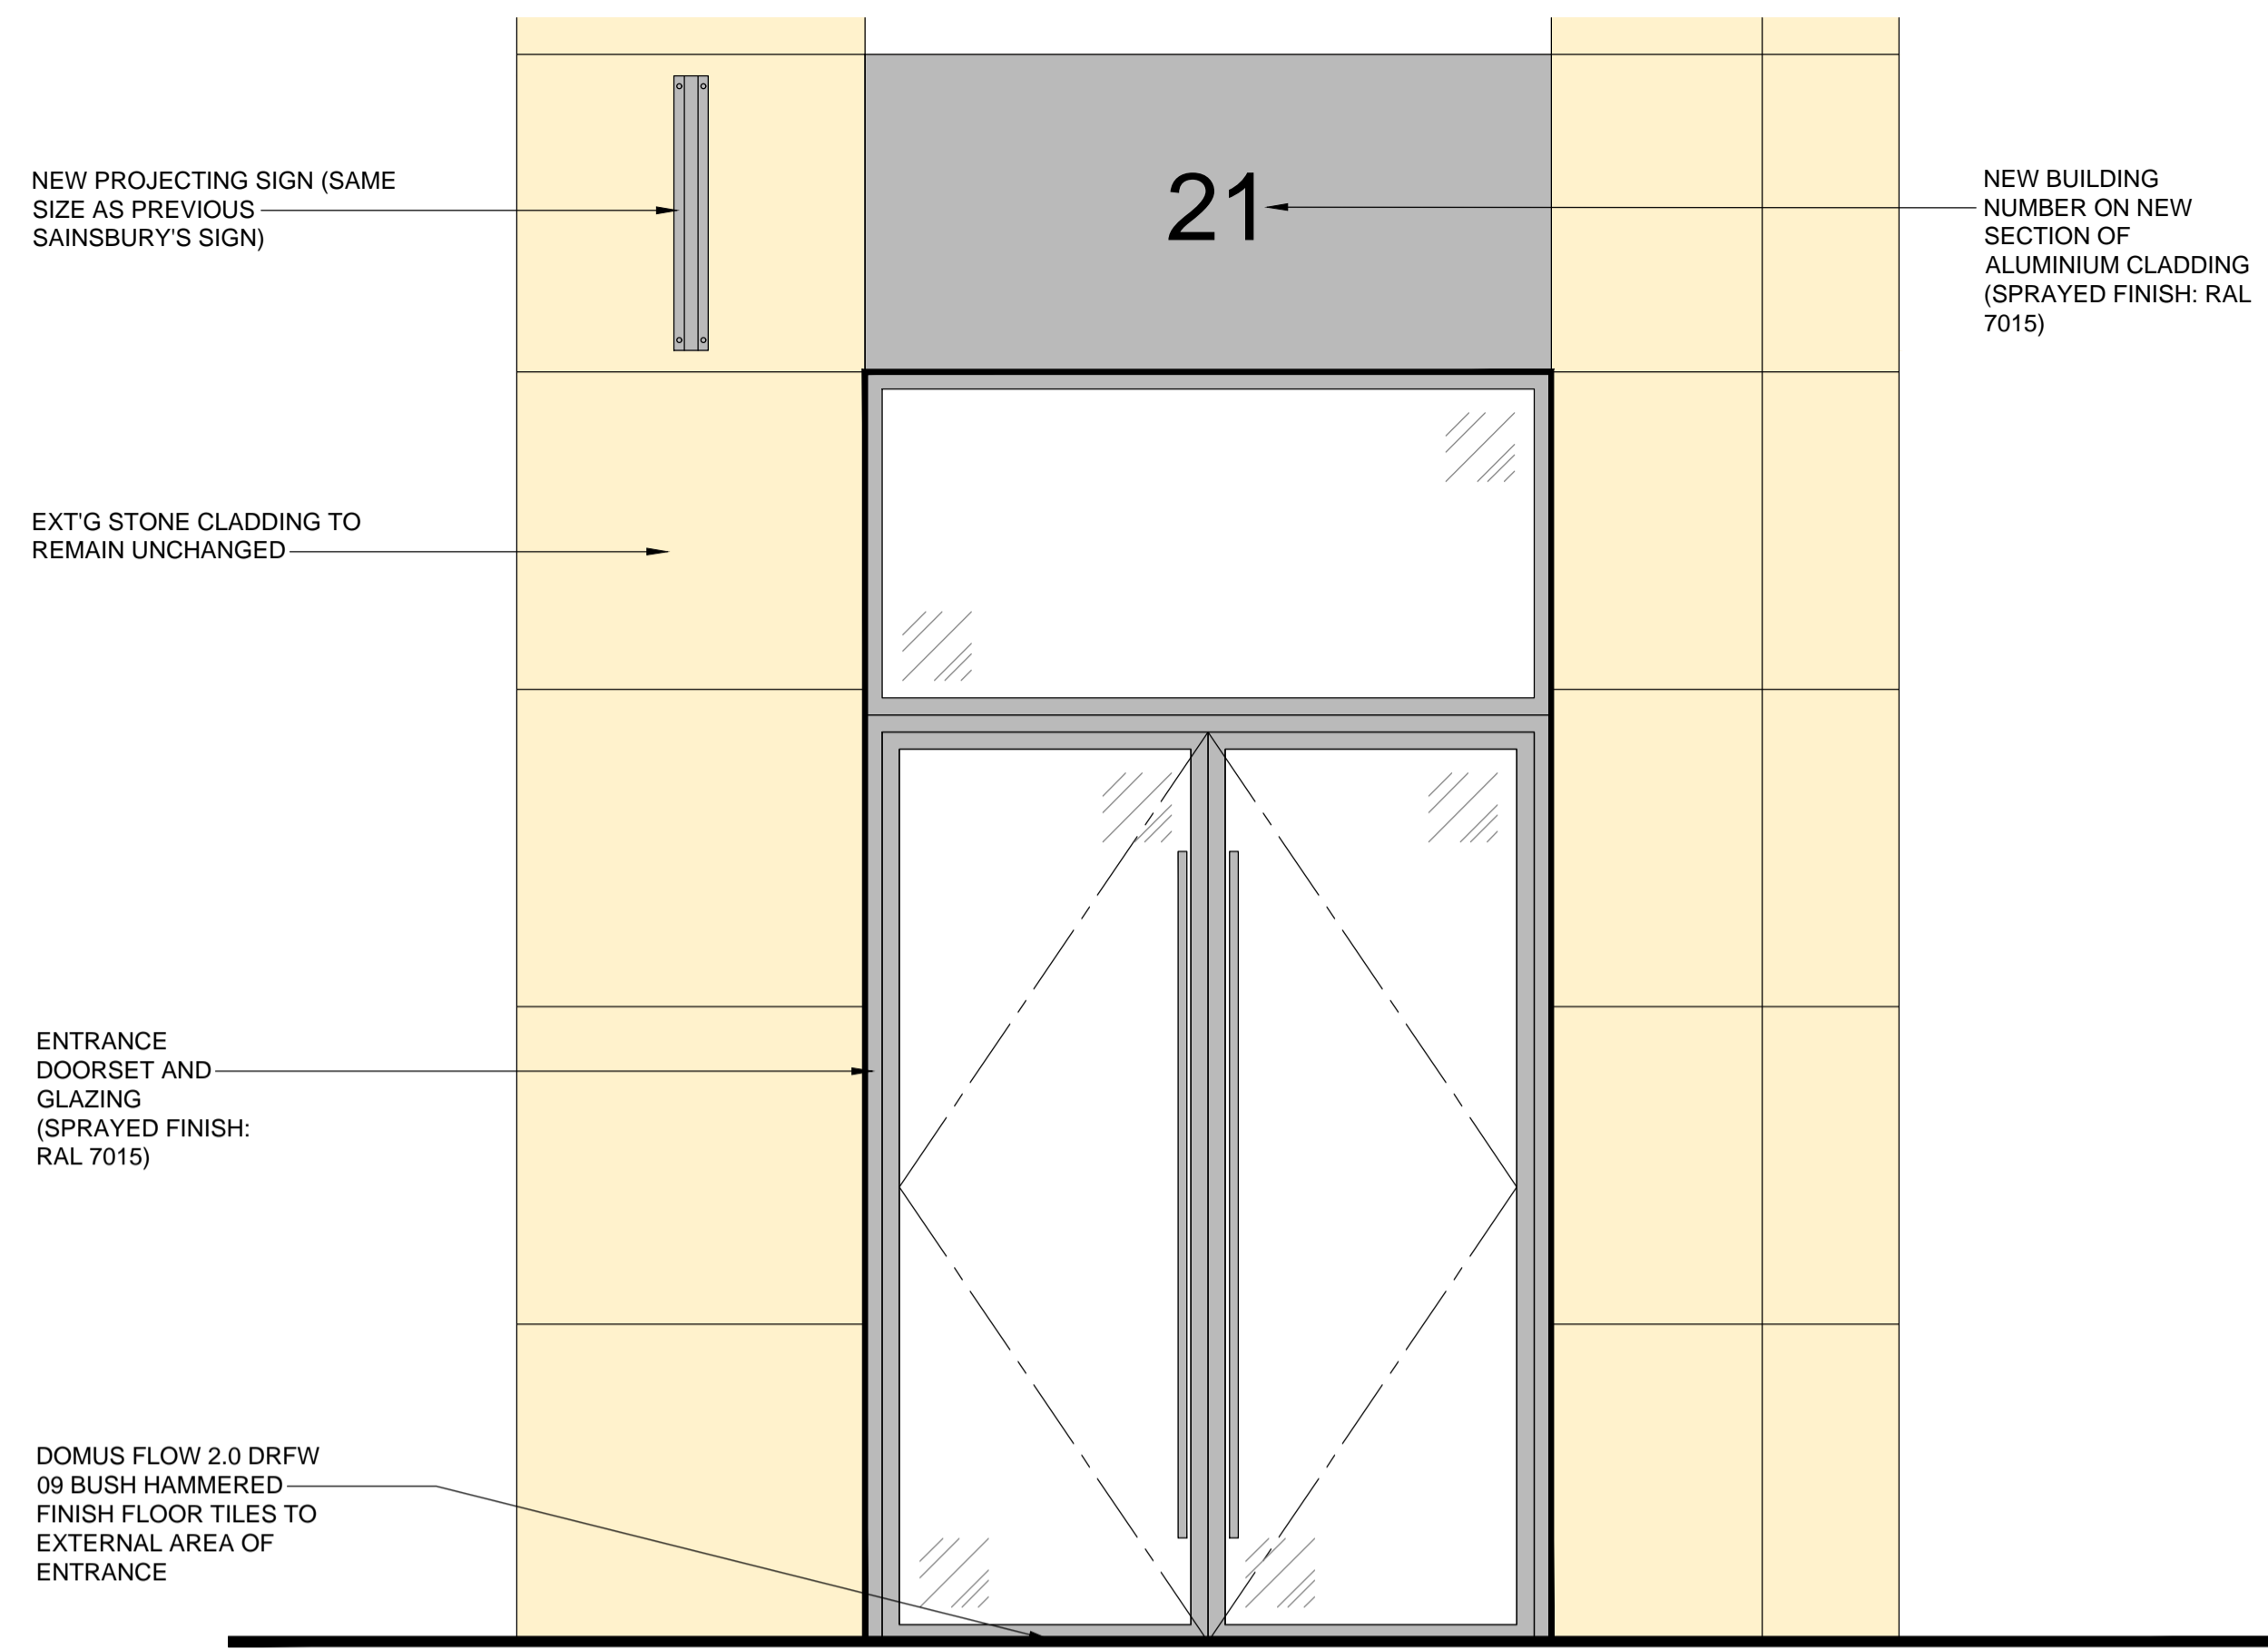 NEW PROJECTING SIGN (SAME
SIZE AS PREVIOUS
SAINSBURY'S SIGN)
21
NEW BUILDING
NUMBER ON NEW
SECTION OF
ALUMINIUM CLADDING
(SPRAYED FINISH: RAL
7015)
EXT'G STONE CLADDING TO
REMAIN UNCHANGED
ENTRANCE
DOORSET AND
GLAZING
(SPRAYED FINISH:
RAL 7015)
DOMUS FLOW 2.0 DRFW
09 BUSH HAMMERED
FINISH FLOOR TILES TO
EXTERNAL AREA OF
ENTRANCE